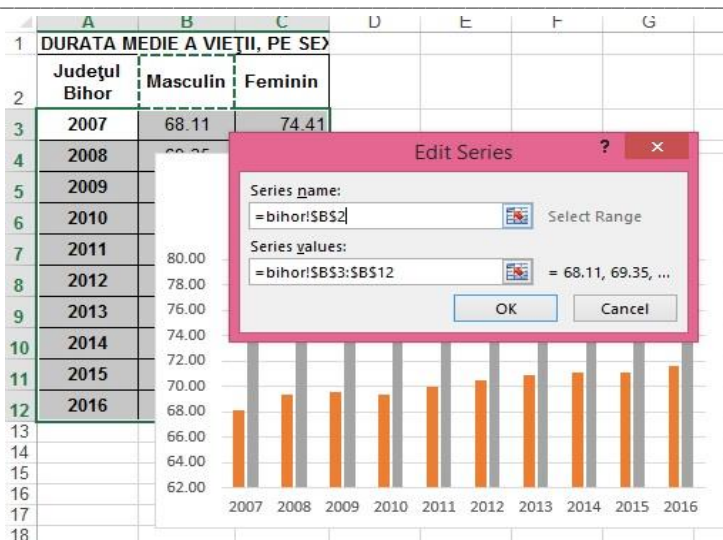 A B C D E F G
1 DURATA MEDIE A VIEŢII, PE SEX
2 Judeţul Bihor Masculin Feminin
3 2007 68.11 74.41
4 2008 69.35
5 2009
6 2010
7 2011
8 2012
9 2013
10 2014
11 2015
12 2016
13
14
15
16
17
18
Edit Series ? ×
Series name:
=bihor!$B$2 Select Range
Series values:
=bihor!$B$3:$B$12 = 68.11, 69.35, ...
OK Cancel
80.00
78.00
76.00
74.00
72.00
70.00
68.00
66.00
64.00
62.00
2007 2008 2009 2010 2011 2012 2013 2014 2015 2016